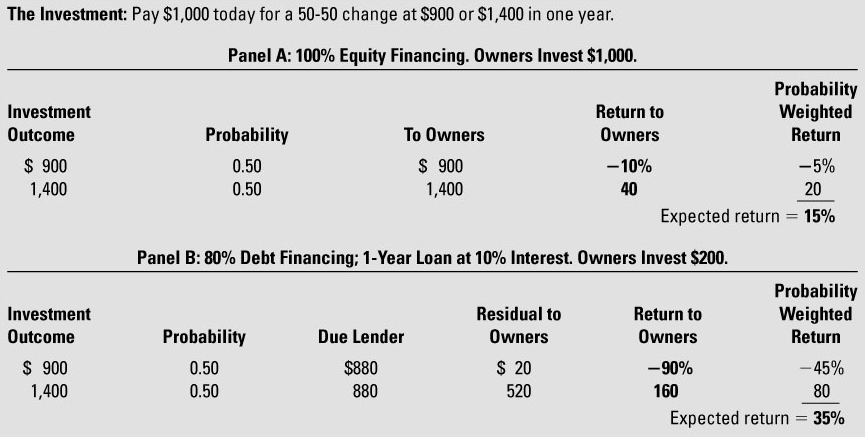 The Investment: Pay $1,000 today for a 50-50 change at $900 or $1,400 in one year.
Panel A: 100% Equity Financing. Owners Invest $1,000.
Probability
Investment Return to Weighted
Outcome Probability To Owners Owners Return
$ 900 0.50 $ 900 −10% −5%
1,400 0.50 1,400 40 20
Expected return = 15%
Panel B: 80% Debt Financing; 1-Year Loan at 10% Interest. Owners Invest $200.
Probability
Investment Residual to Return to Weighted
Outcome Probability Due Lender Owners Owners Return
$ 900 0.50 $880 $ 20 −90% −45%
1,400 0.50 880 520 160 80
Expected return = 35%